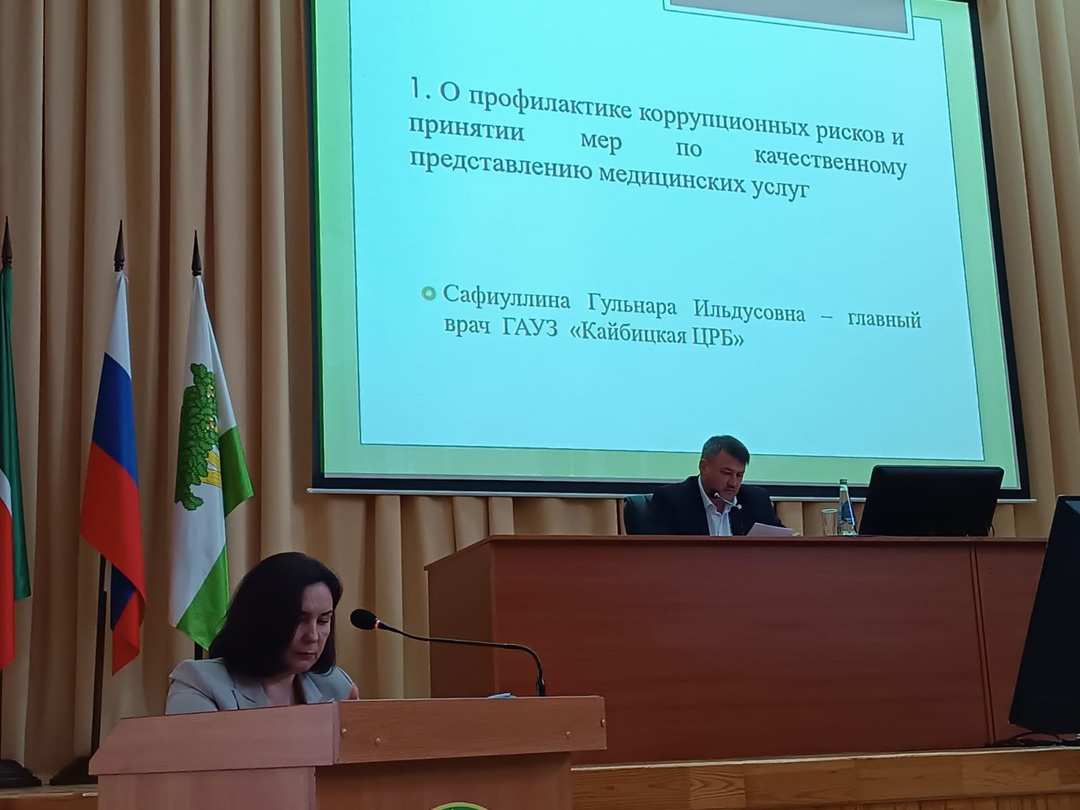 1. О профилактике коррупционных рисков и
принятии мер по качественному
представлению медицинских услуг
Сафиуллина Гульнара Ильдусовна – главный
врач ГАУЗ «Кайбицкая ЦРБ»